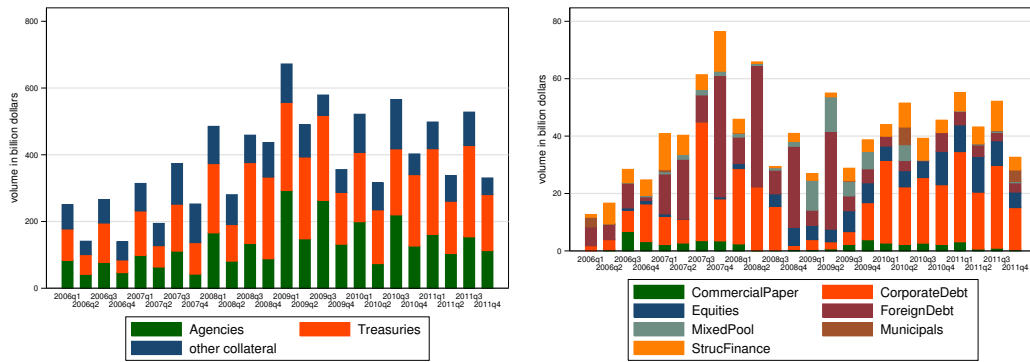 800
600
400
200
0
volume in billion dollars
2006q1 2006q3 2007q1 2007q3 2008q1 2008q3 2009q1 2009q3 2010q1 2010q3 2011q1 2011q3
2006q2 2006q4 2007q2 2007q4 2008q2 2008q4 2009q2 2009q4 2010q2 2010q4 2011q2 2011q4
Agencies Treasuries
other collateral
80
60
40
20
0
volume in billion dollars
2006q1 2006q3 2007q1 2007q3 2008q1 2008q3 2009q1 2009q3 2010q1 2010q3 2011q1 2011q3
2006q2 2006q4 2007q2 2007q4 2008q2 2008q4 2009q2 2009q4 2010q2 2010q4 2011q2 2011q4
CommercialPaper CorporateDebt
Equities ForeignDebt
MixedPool Municipals
StrucFinance